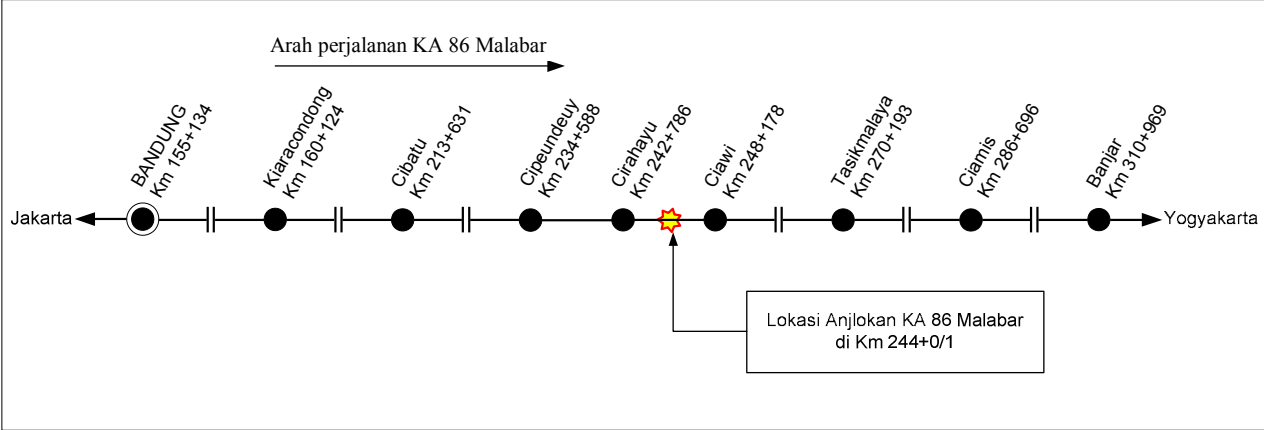 Arah perjalanan KA 86 Malabar
BANDUNG
Km 155+134
Kiaracondong
Km 160+124
Cibatu
Km 213+631
Cipeundeuy
Km 234+588
Cirahayu
Km 242+786
Ciawi
Km 248+178
Tasikmalaya
Km 270+193
Ciamis
Km 286+696
Banjar
Km 310+969
Jakarta
Yogyakarta
Lokasi Anjlokan KA 86 Malabar
di Km 244+0/1